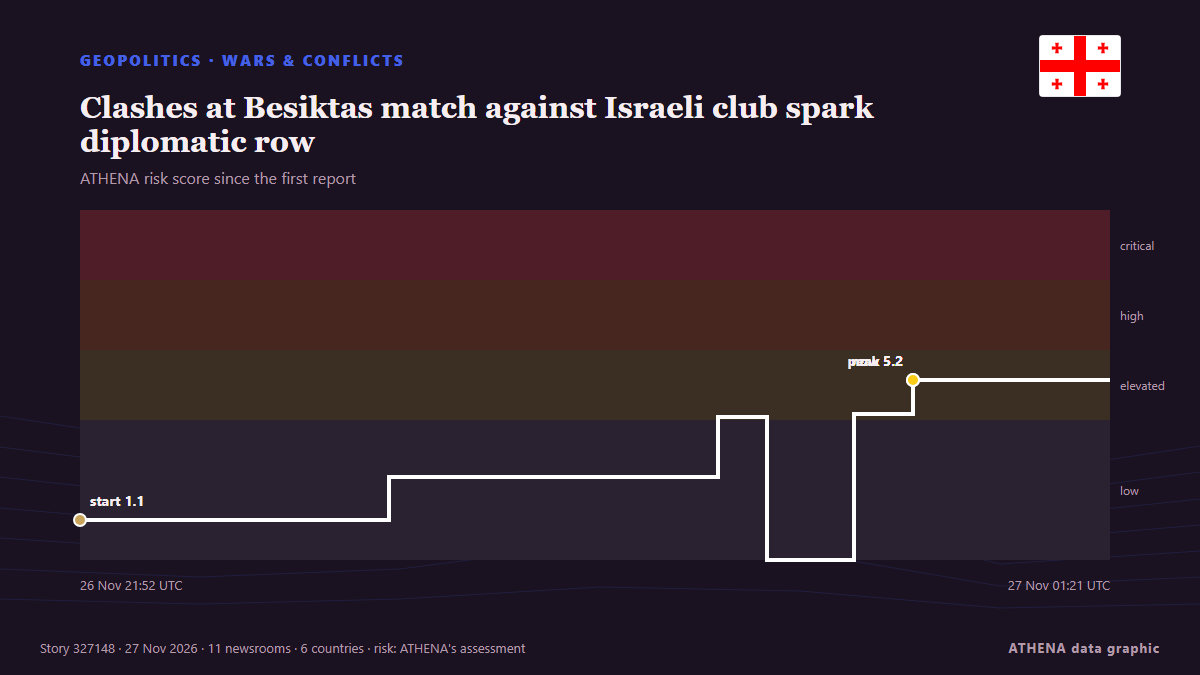 GEOPOLITICS · WARS & CONFLICTS
Clashes at Besiktas match against Israeli club spark
diplomatic row
ATHENA risk score since the first report
critical
high
peak 5.2
elevated
low
start 1.1
26 Nov 21:52 UTC
27 Nov 01:21 UTC
Story 327148 · 27 Nov 2026 · 11 newsrooms · 6 countries · risk: ATHENA's assessment
ATHENA data graphic